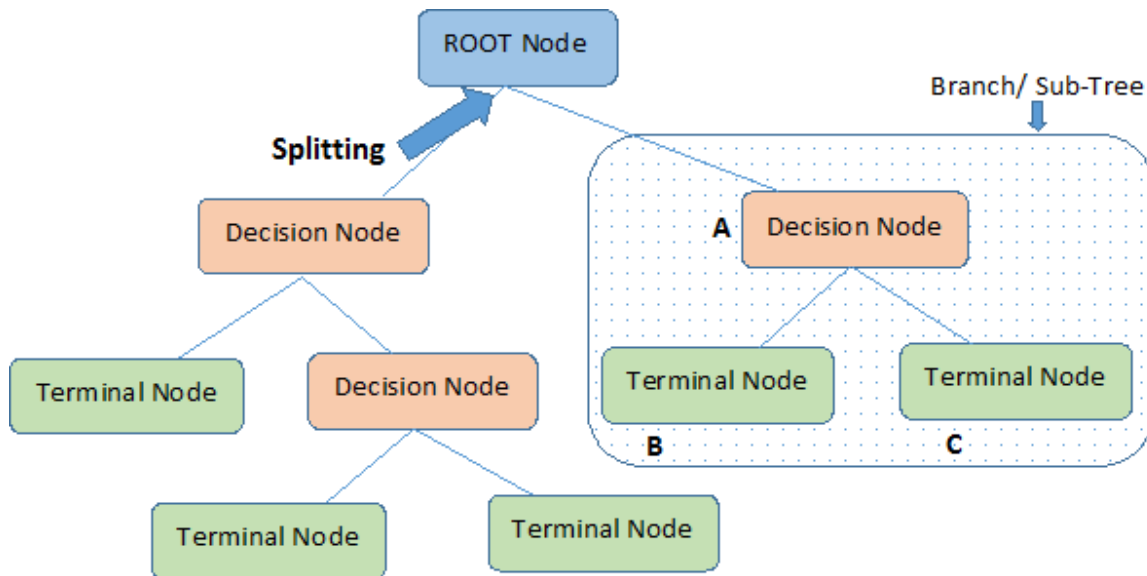 ROOT Node
Branch/ Sub-Tree
Splitting
Decision Node
A
Decision Node
Terminal Node
Decision Node
Terminal Node
Terminal Node
B
C
Terminal Node
Terminal Node